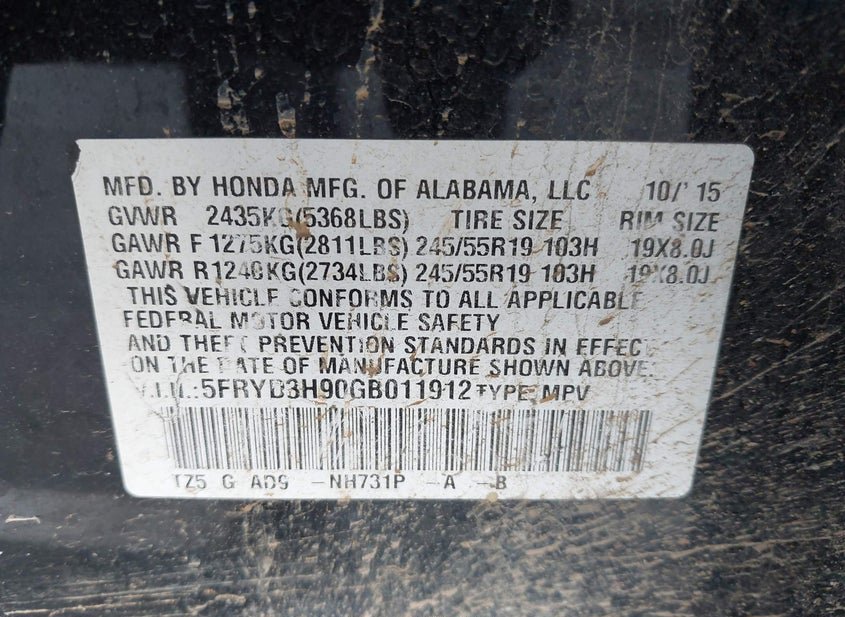 MFD. BY HONDA MFG. OF ALABAMA, LLC 10/'15
GVWR 2435KG(5368LBS) TIRE SIZE RIM SIZE
GAWR F 1275KG(2811LBS) 245/55R19 103H 19X8.0J
GAWR R1240KG(2734LBS) 245/55R19 103H 19X8.0J
THIS VEHICLE CONFORMS TO ALL APPLICABLE
FEDERAL MOTOR VEHICLE SAFETY
AND THEFT PREVENTION STANDARDS IN EFFECT
ON THE DATE OF MANUFACTURE SHOWN ABOVE.
V.I.N.:5FRYD3H90GB011912 TYPE: MPV
TZ5 G A09 -NH731P -A -B